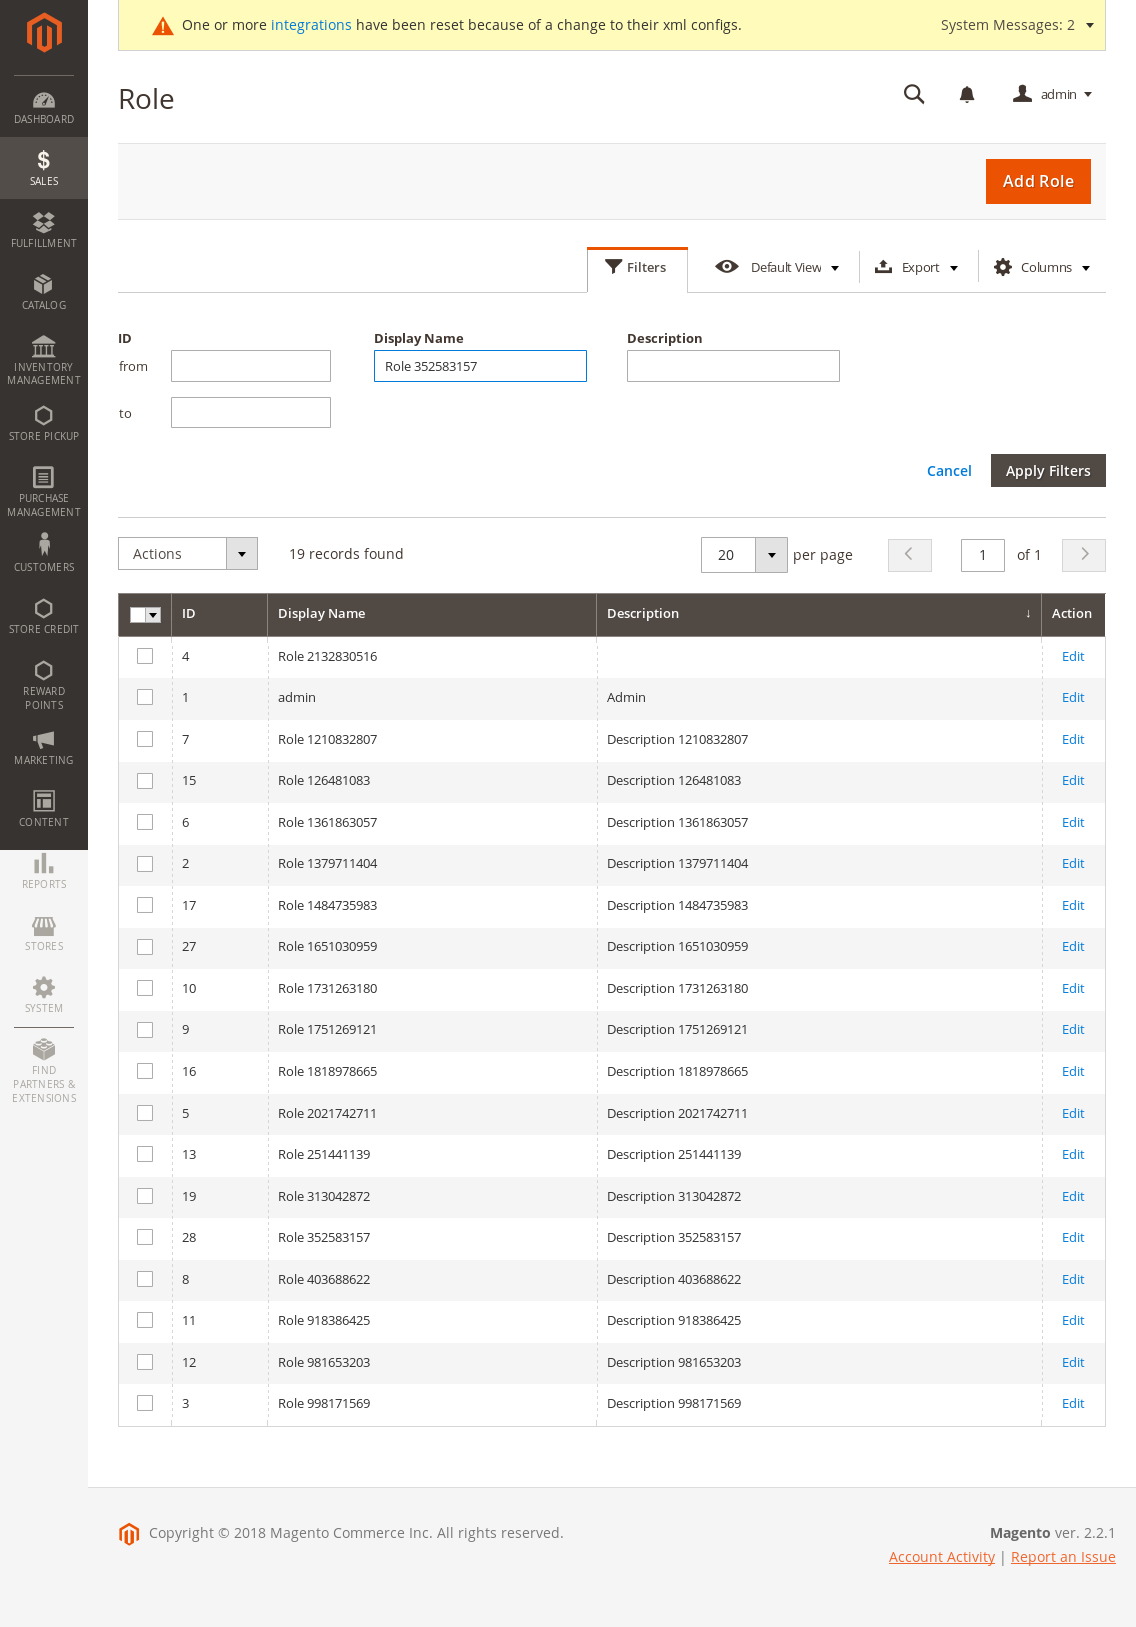 One or more integrations have been reset because of a change to their xml configs. System Messages: 2
Role
admin
Add Role
DASHBOARD
SALES
FULFILLMENT
CATALOG
INVENTORY
MANAGEMENT
STORE PICKUP
PURCHASE
MANAGEMENT
CUSTOMERS
STORE CREDIT
REWARD
POINTS
MARKETING
CONTENT
REPORTS
STORES
SYSTEM
FIND
PARTNERS &
EXTENSIONS
Filters Default View Export Columns
ID Display Name Description
from Role 352583157
to
Cancel Apply Filters
Actions 19 records found 20 per page 1 of 1
ID Display Name Description ↓ Action
4 Role 2132830516 Edit
1 admin Admin Edit
7 Role 1210832807 Description 1210832807 Edit
15 Role 126481083 Description 126481083 Edit
6 Role 1361863057 Description 1361863057 Edit
2 Role 1379711404 Description 1379711404 Edit
17 Role 1484735983 Description 1484735983 Edit
27 Role 1651030959 Description 1651030959 Edit
10 Role 1731263180 Description 1731263180 Edit
9 Role 1751269121 Description 1751269121 Edit
16 Role 1818978665 Description 1818978665 Edit
5 Role 2021742711 Description 2021742711 Edit
13 Role 251441139 Description 251441139 Edit
19 Role 313042872 Description 313042872 Edit
28 Role 352583157 Description 352583157 Edit
8 Role 403688622 Description 403688622 Edit
11 Role 918386425 Description 918386425 Edit
12 Role 981653203 Description 981653203 Edit
3 Role 998171569 Description 998171569 Edit
Copyright © 2018 Magento Commerce Inc. All rights reserved. Magento ver. 2.2.1
Account Activity | Report an Issue